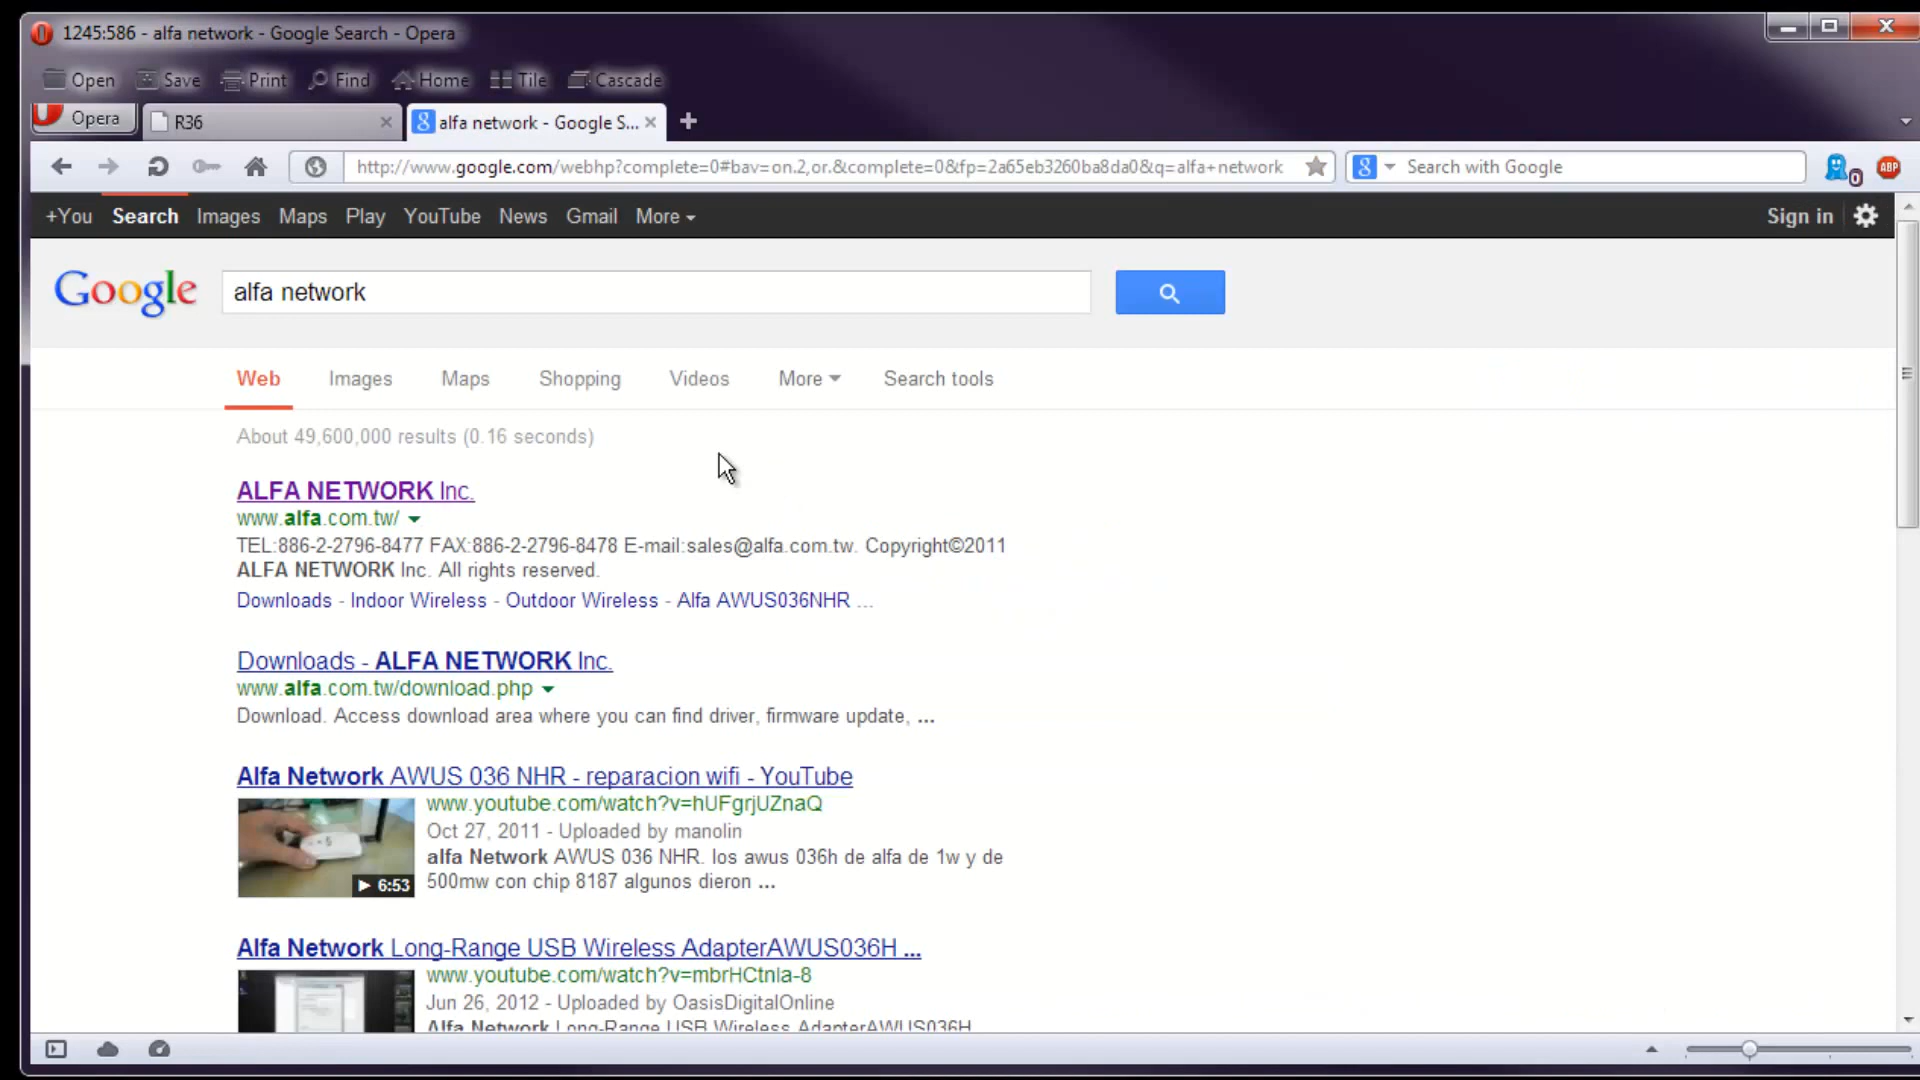 1245:586 - alfa network - Google Search - Opera
Open Save Print Find Home Tile Cascade
Opera R36 alfa network - Google S...
http://www.google.com/webhp?complete=0#bav=on.2,or.&complete=0&fp=2a65eb3260ba8da0&q=alfa+network Search with Google 0 ABP
+You Search Images Maps Play YouTube News Gmail More Sign in
Google alfa network
Web Images Maps Shopping Videos More Search tools
About 49,600,000 results (0.16 seconds)
ALFA NETWORK Inc.
www.alfa.com.tw/
TEL:886-2-2796-8477 FAX:886-2-2796-8478 E-mail:sales@alfa.com.tw. Copyright©2011
ALFA NETWORK Inc. All rights reserved.
Downloads - Indoor Wireless - Outdoor Wireless - Alfa AWUS036NHR ...
Downloads - ALFA NETWORK Inc.
www.alfa.com.tw/download.php
Download. Access download area where you can find driver, firmware update, ...
Alfa Network AWUS 036 NHR - reparacion wifi - YouTube
www.youtube.com/watch?v=hUFgrjUZnaQ
Oct 27, 2011 - Uploaded by manolin
alfa Network AWUS 036 NHR. los awus 036h de alfa de 1w y de
6:53 500mw con chip 8187 algunos dieron ...
Alfa Network Long-Range USB Wireless AdapterAWUS036H ...
www.youtube.com/watch?v=mbrHCtnla-8
Jun 26, 2012 - Uploaded by OasisDigitalOnline
Alfa Network Long-Range USB Wireless AdapterAWUS036H